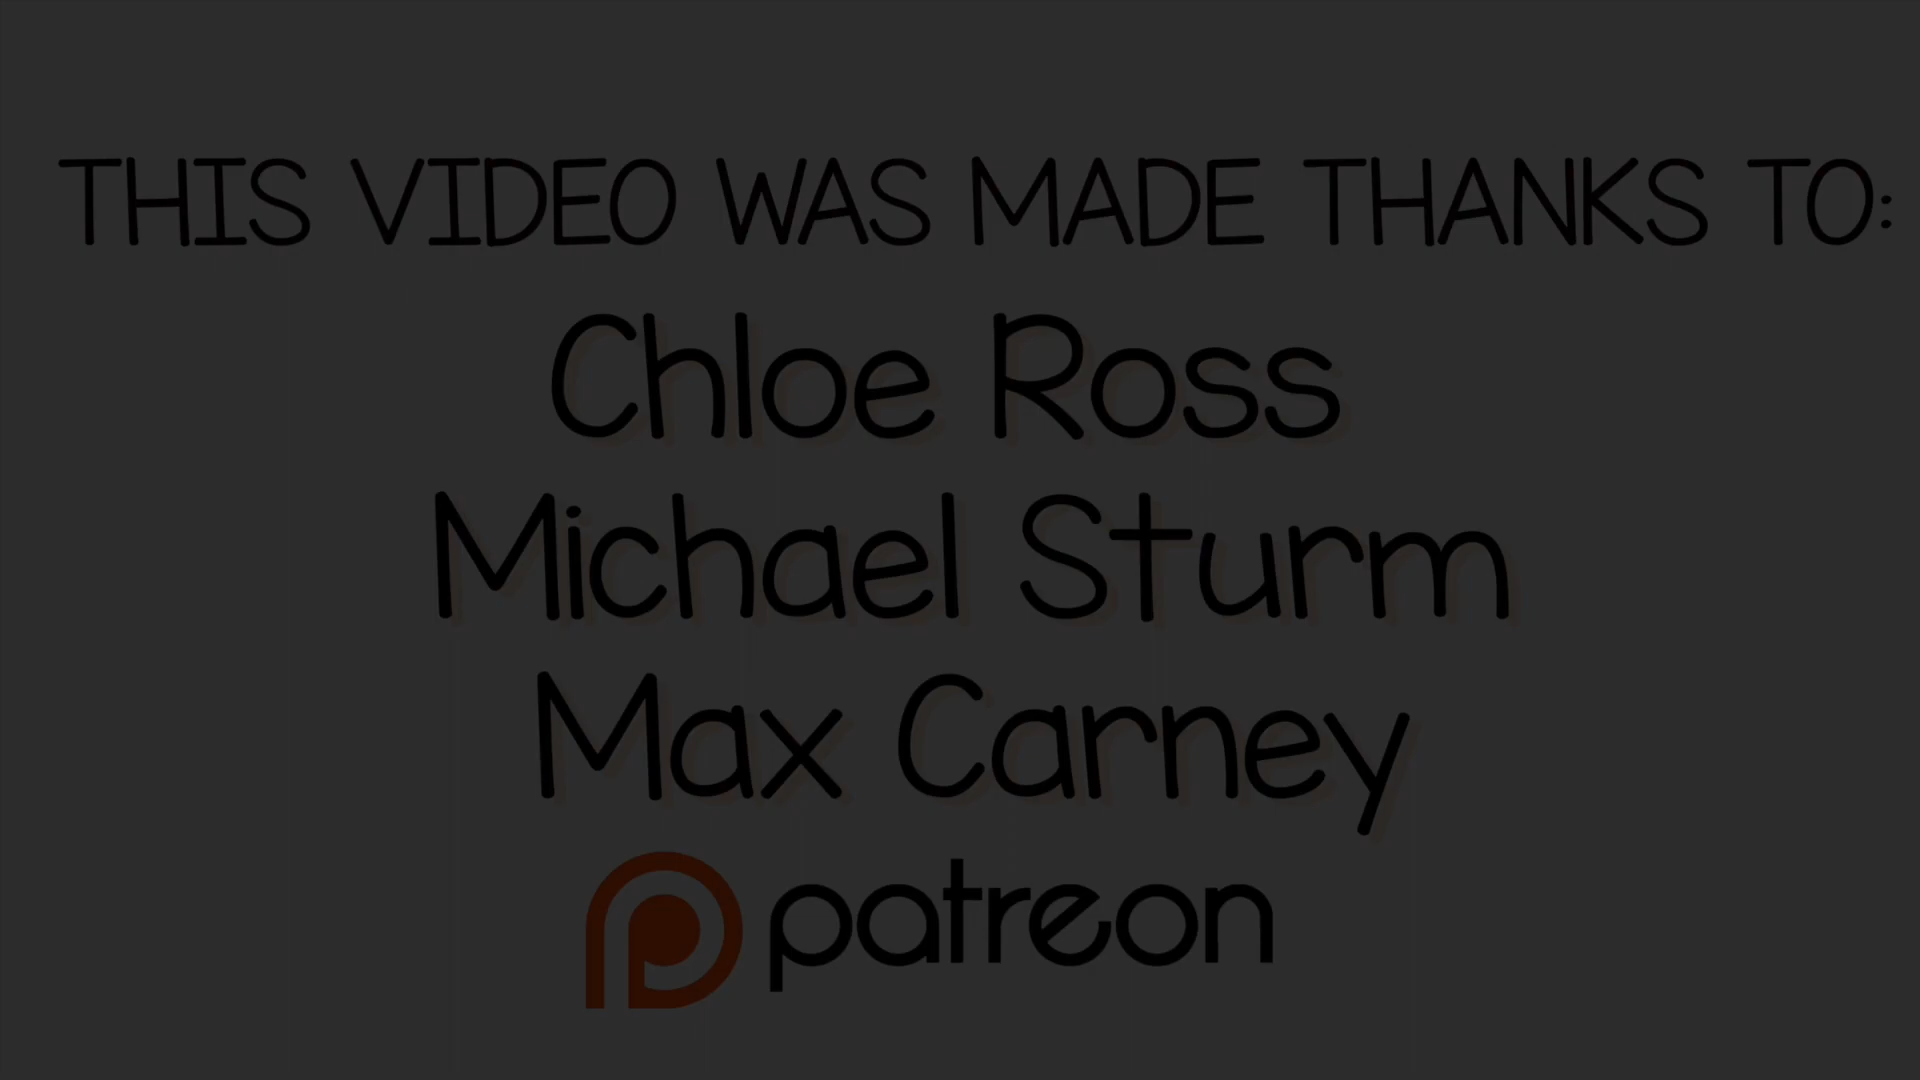 THIS VIDEO WAS MADE THANKS TO:
Chloe Ross
Michael Sturm
Max Carney
patreon